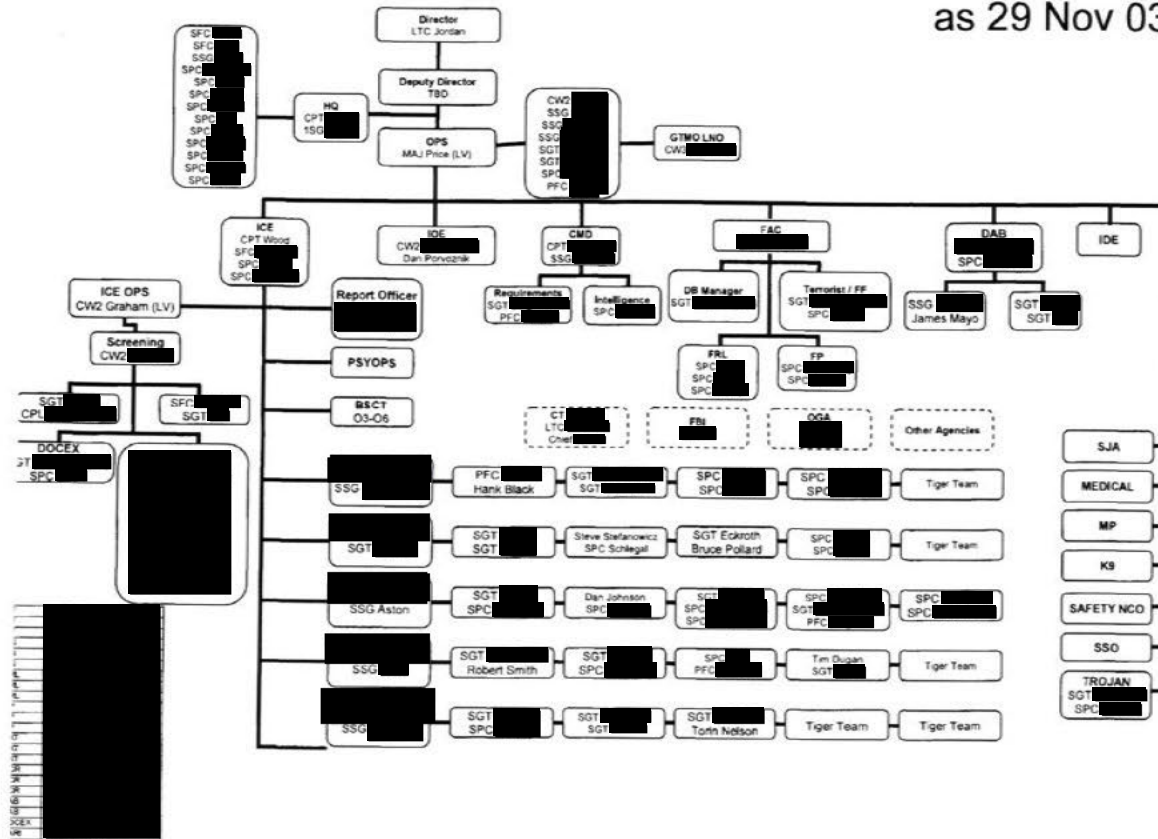 as 29 Nov 03
Director
LTC Jordan
Deputy Director
TBD
SFC
SFC
SSG
SPC
SPC
SPC
SPC
SPC
SPC
SPC
SPC
SPC
SPC
HQ
CPT
1SG
OPS
MAJ Price (LV)
CW2
SSG
SSG
SSG
SGT
SGT
SPC
PFC
GTMO LNO
CW3
ICE
CPT Wood
SFC
SPC
SPC
CW2
Dan Porvoznik
CMD
CPT
SSG
FAC
DAB
SPC
IDE
ICE OPS
CW2 Graham (LV)
Report Officer
Requirements
SGT
PFC
Intelligence
SPC
DB Manager
SGT
Terrorist / FF
SGT
SPC
SSG
James Mayo
SGT
SGT
Screening
CW2
PSYOPS
FRL
SPC
SPC
SPC
FP
SPC
SPC
SGT
CPL
SFC
SGT
BSCT
O3-O6
CT
LTC
Chief
FBI
OGA
Other Agencies
DOCEX
SPC
SJA
SSG
PFC
Hank Black
SGT
SGT
SPC
SPC
SPC
SPC
Tiger Team
MEDICAL
MP
SGT
SGT
SGT
Steve Stefanowicz
SPC Schlegal
SGT Eckroth
Bruce Pollard
SPC
SPC
Tiger Team
K9
SSG Aston
SGT
SPC
Dan Johnson
SPC
SGT
SPC
SPC
SPC
SGT
PFC
SPC
SPC
SAFETY NCO
SSO
SSG
SGT
Robert Smith
SGT
SPC
SPC
PFC
Tim Dugan
SGT
Tiger Team
TROJAN
SGT
SPC
SSG
SGT
SPC
SGT
SGT
SGT
Torin Nelson
Tiger Team
Tiger Team